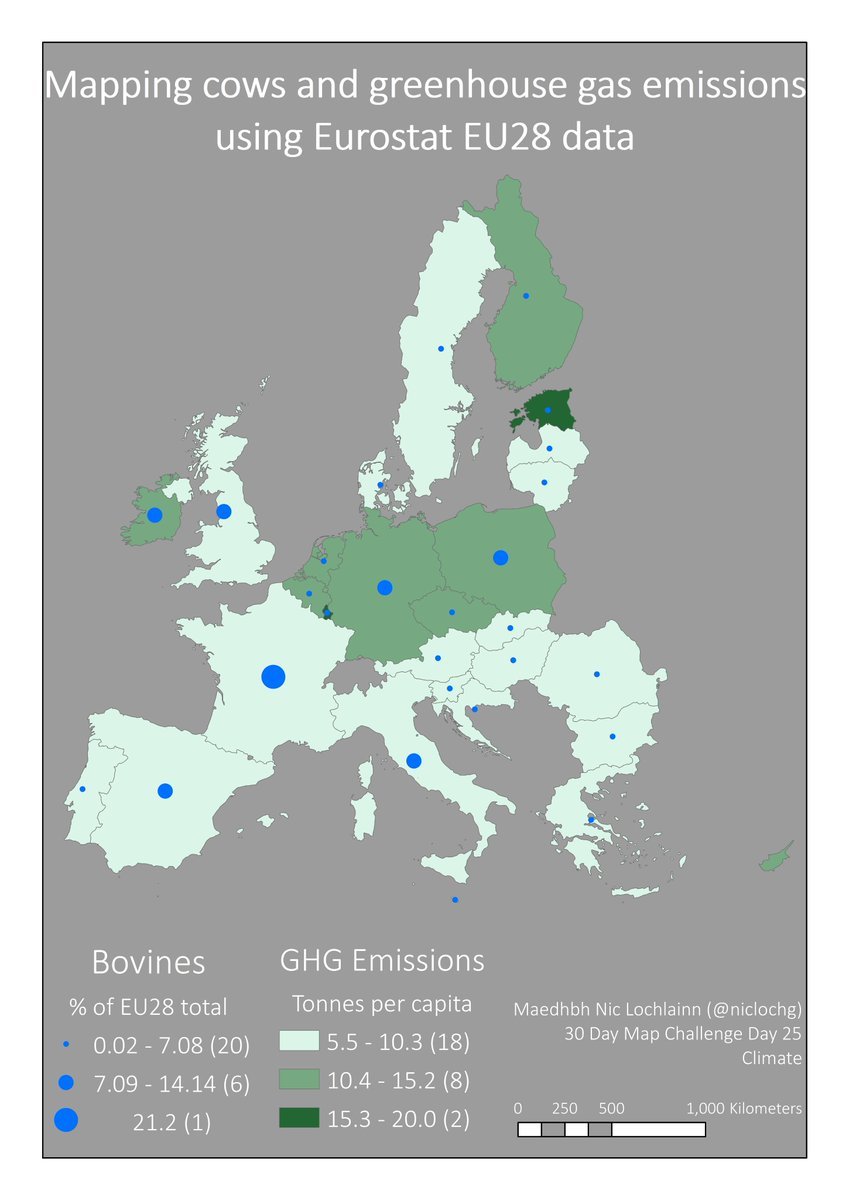 Mapping cows and greenhouse gas emissions
using Eurostat EU28 data
Bovines
% of EU28 total
0.02 - 7.08 (20)
7.09 - 14.14 (6)
21.2 (1)
GHG Emissions
Tonnes per capita
5.5 - 10.3 (18)
10.4 - 15.2 (8)
15.3 - 20.0 (2)
Maedhbh Nic Lochlainn (@niclochg)
30 Day Map Challenge Day 25
Climate
0 250 500 1,000 Kilometers